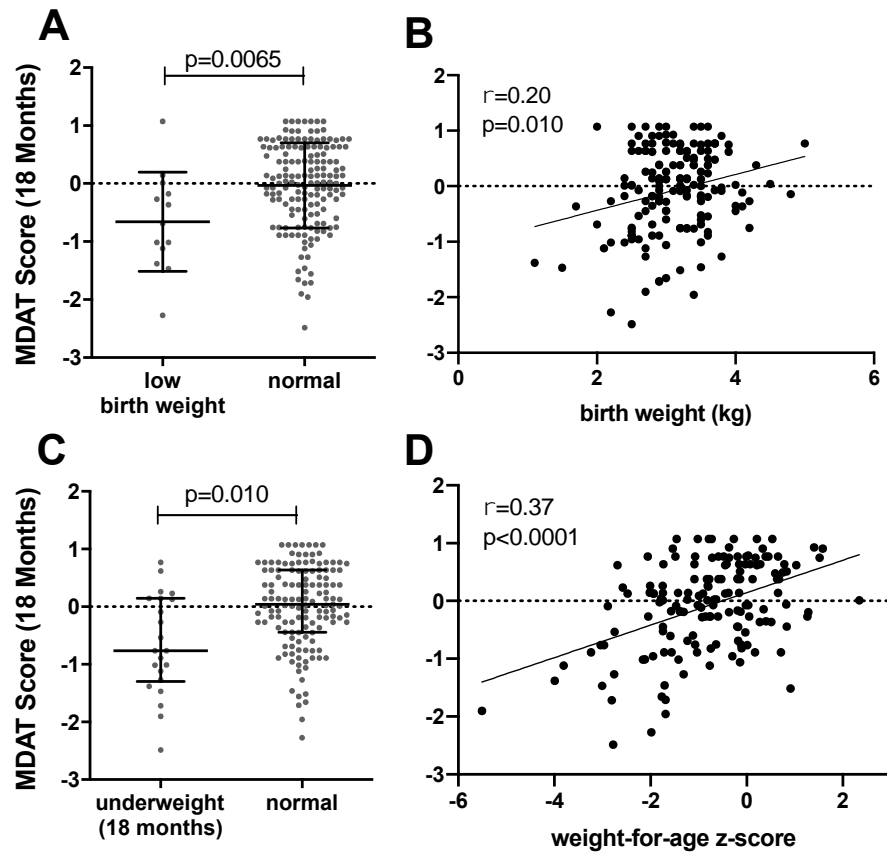 A
p=0.0065
MDAT Score (18 Months)
2
1
0
-1
-2
-3
low
birth weight
normal
B
r=0.20
p=0.010
2
1
0
-1
-2
-3
0
2
4
6
birth weight (kg)
C
p=0.010
MDAT Score (18 Months)
2
1
0
-1
-2
-3
underweight
(18 months)
normal
D
r=0.37
p<0.0001
2
1
0
-1
-2
-3
-6
-4
-2
0
2
weight-for-age z-score